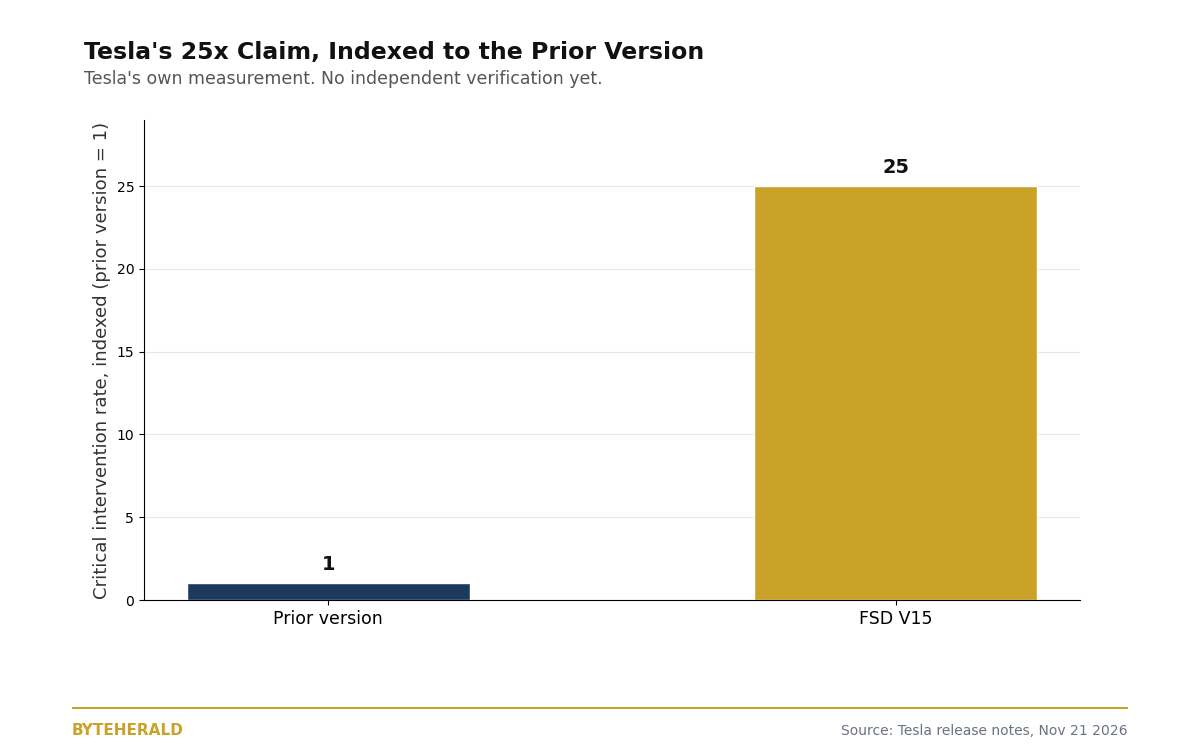 Tesla's 25x Claim, Indexed to the Prior Version
Tesla's own measurement. No independent verification yet.
Critical intervention rate, indexed (prior version = 1)
25
20
15
10
5
0
1
25
Prior version
FSD V15
BYTEHERALD
Source: Tesla release notes, Nov 21 2026